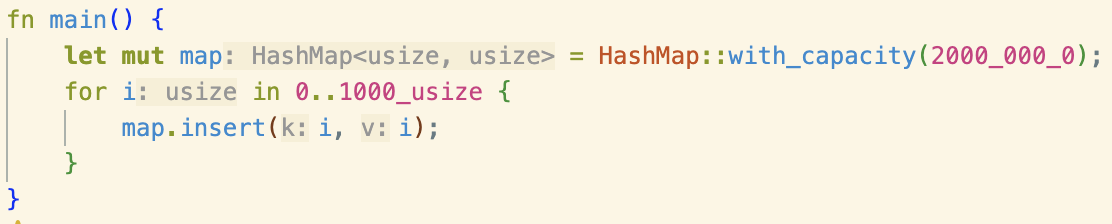 fn main() {
    let mut map: HashMap<usize, usize> = HashMap::with_capacity(2000_000_0);
    for i: usize in 0..1000_usize {
        map.insert(k: i, v: i);
    }
}